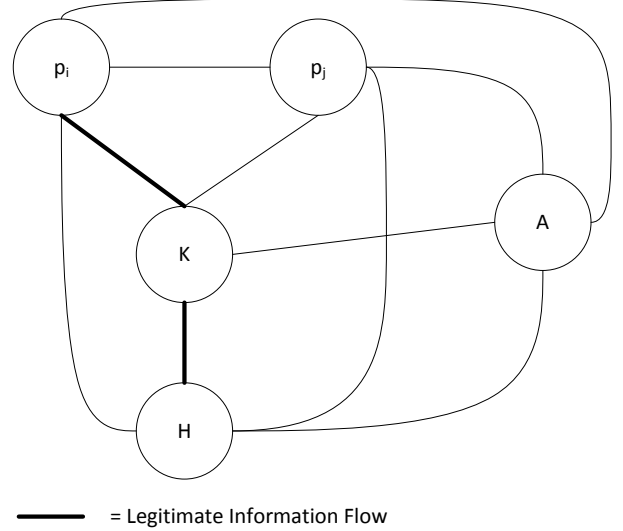 pᵢ
pⱼ
A
K
H
= Legitimate Information Flow